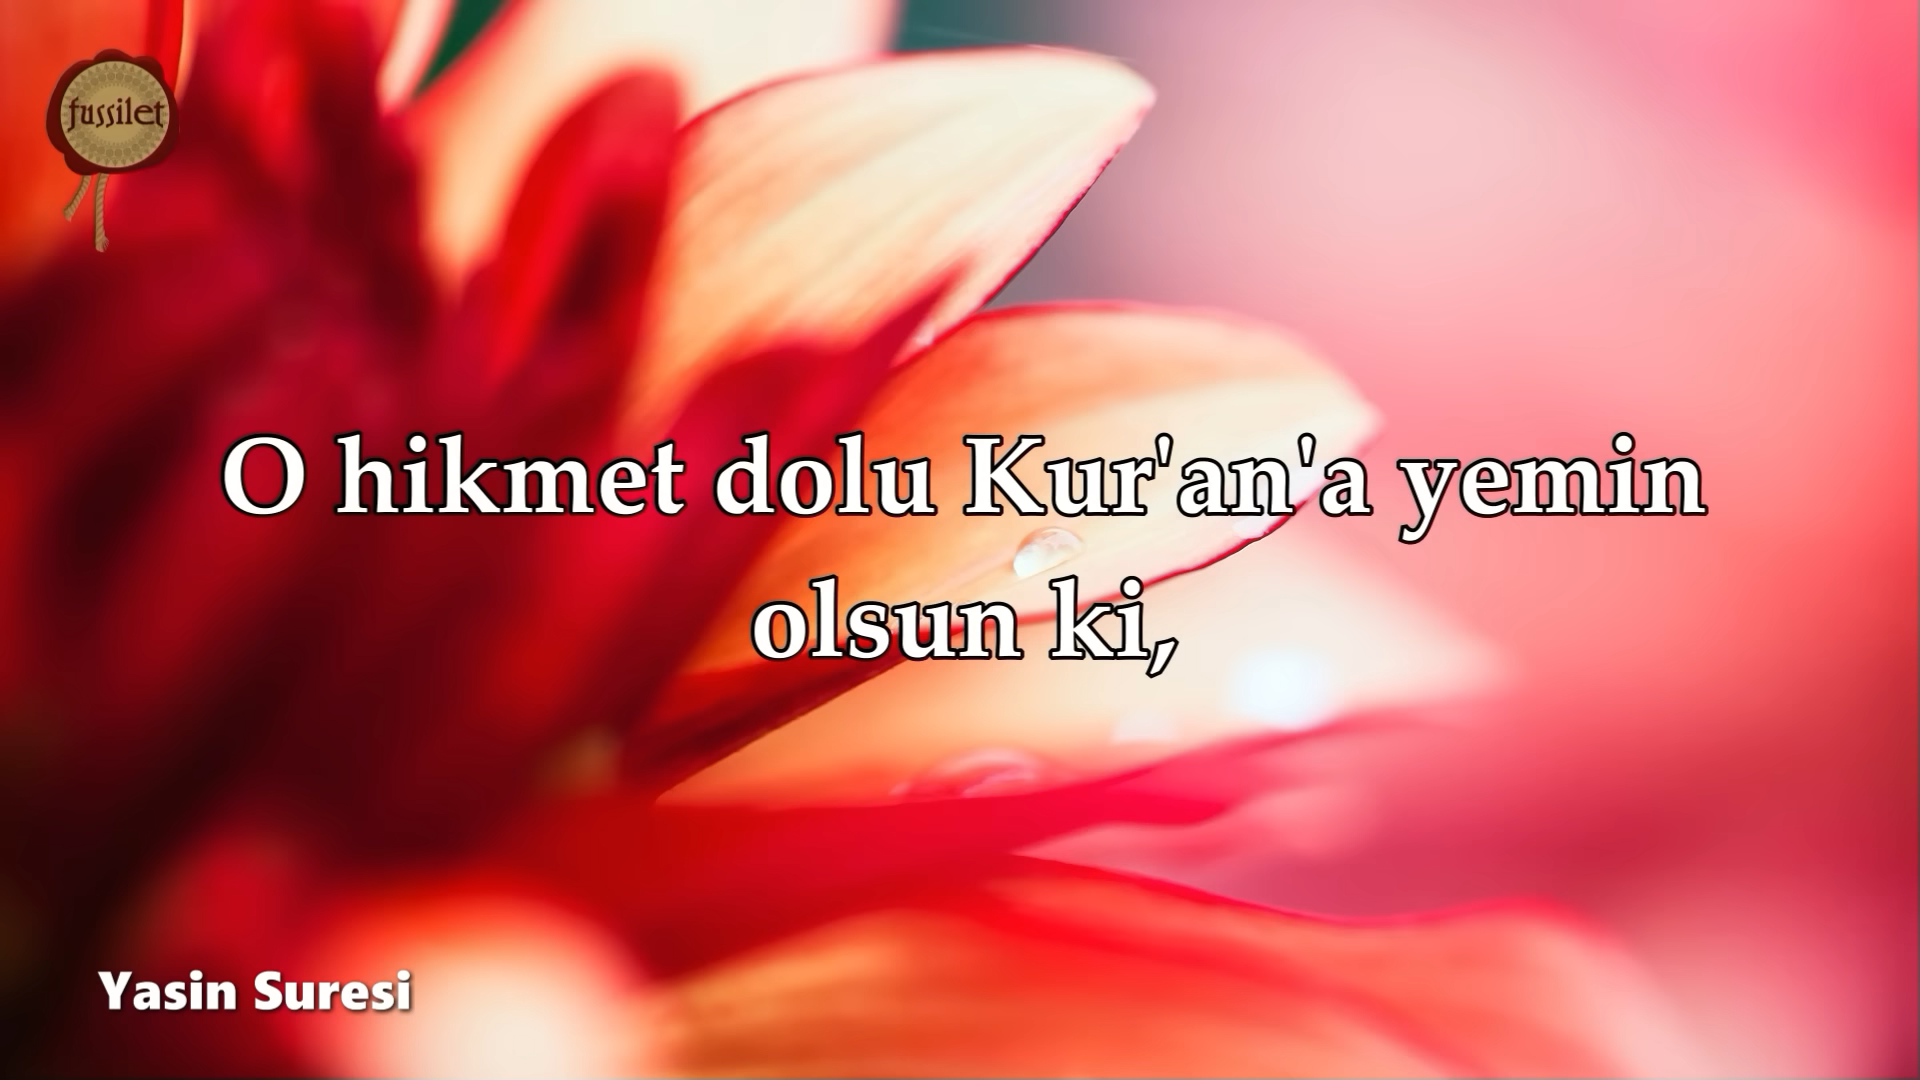 fussilet
O hikmet dolu Kur'an'a yemin
olsun ki,
Yasin Suresi